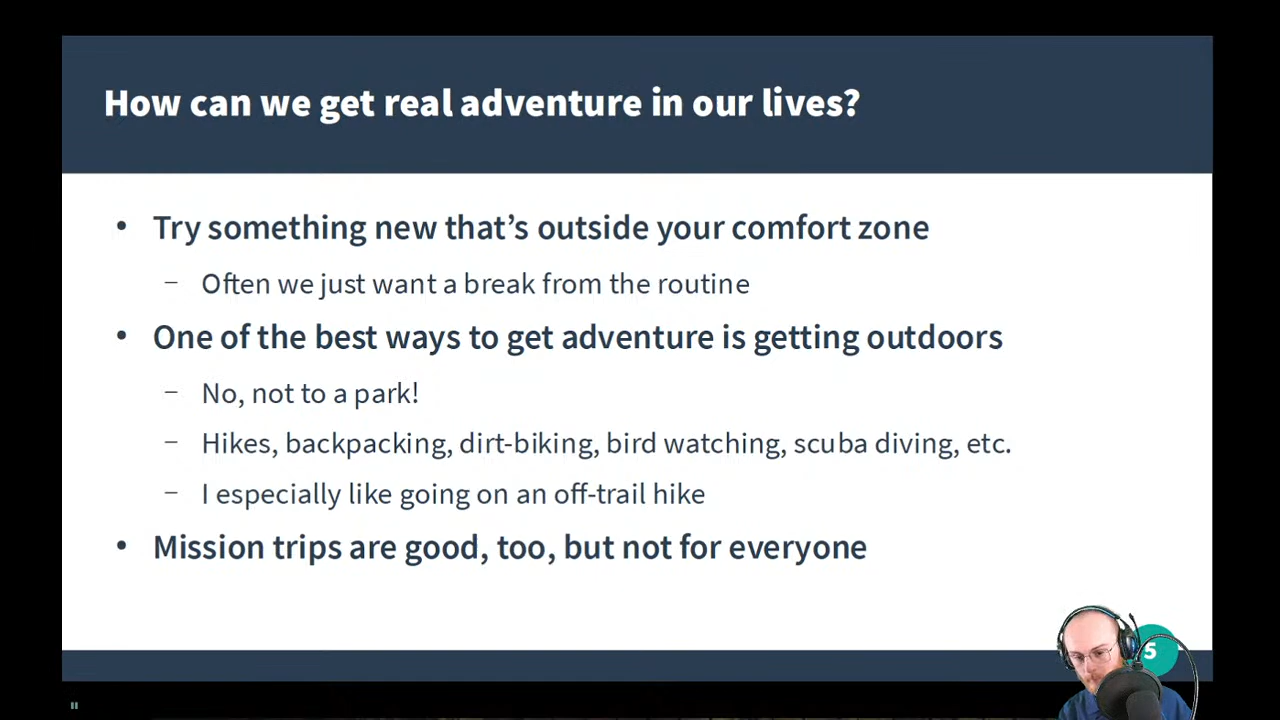 How can we get real adventure in our lives?
• Try something new that's outside your comfort zone
– Often we just want a break from the routine
• One of the best ways to get adventure is getting outdoors
– No, not to a park!
– Hikes, backpacking, dirt-biking, bird watching, scuba diving, etc.
– I especially like going on an off-trail hike
• Mission trips are good, too, but not for everyone
5